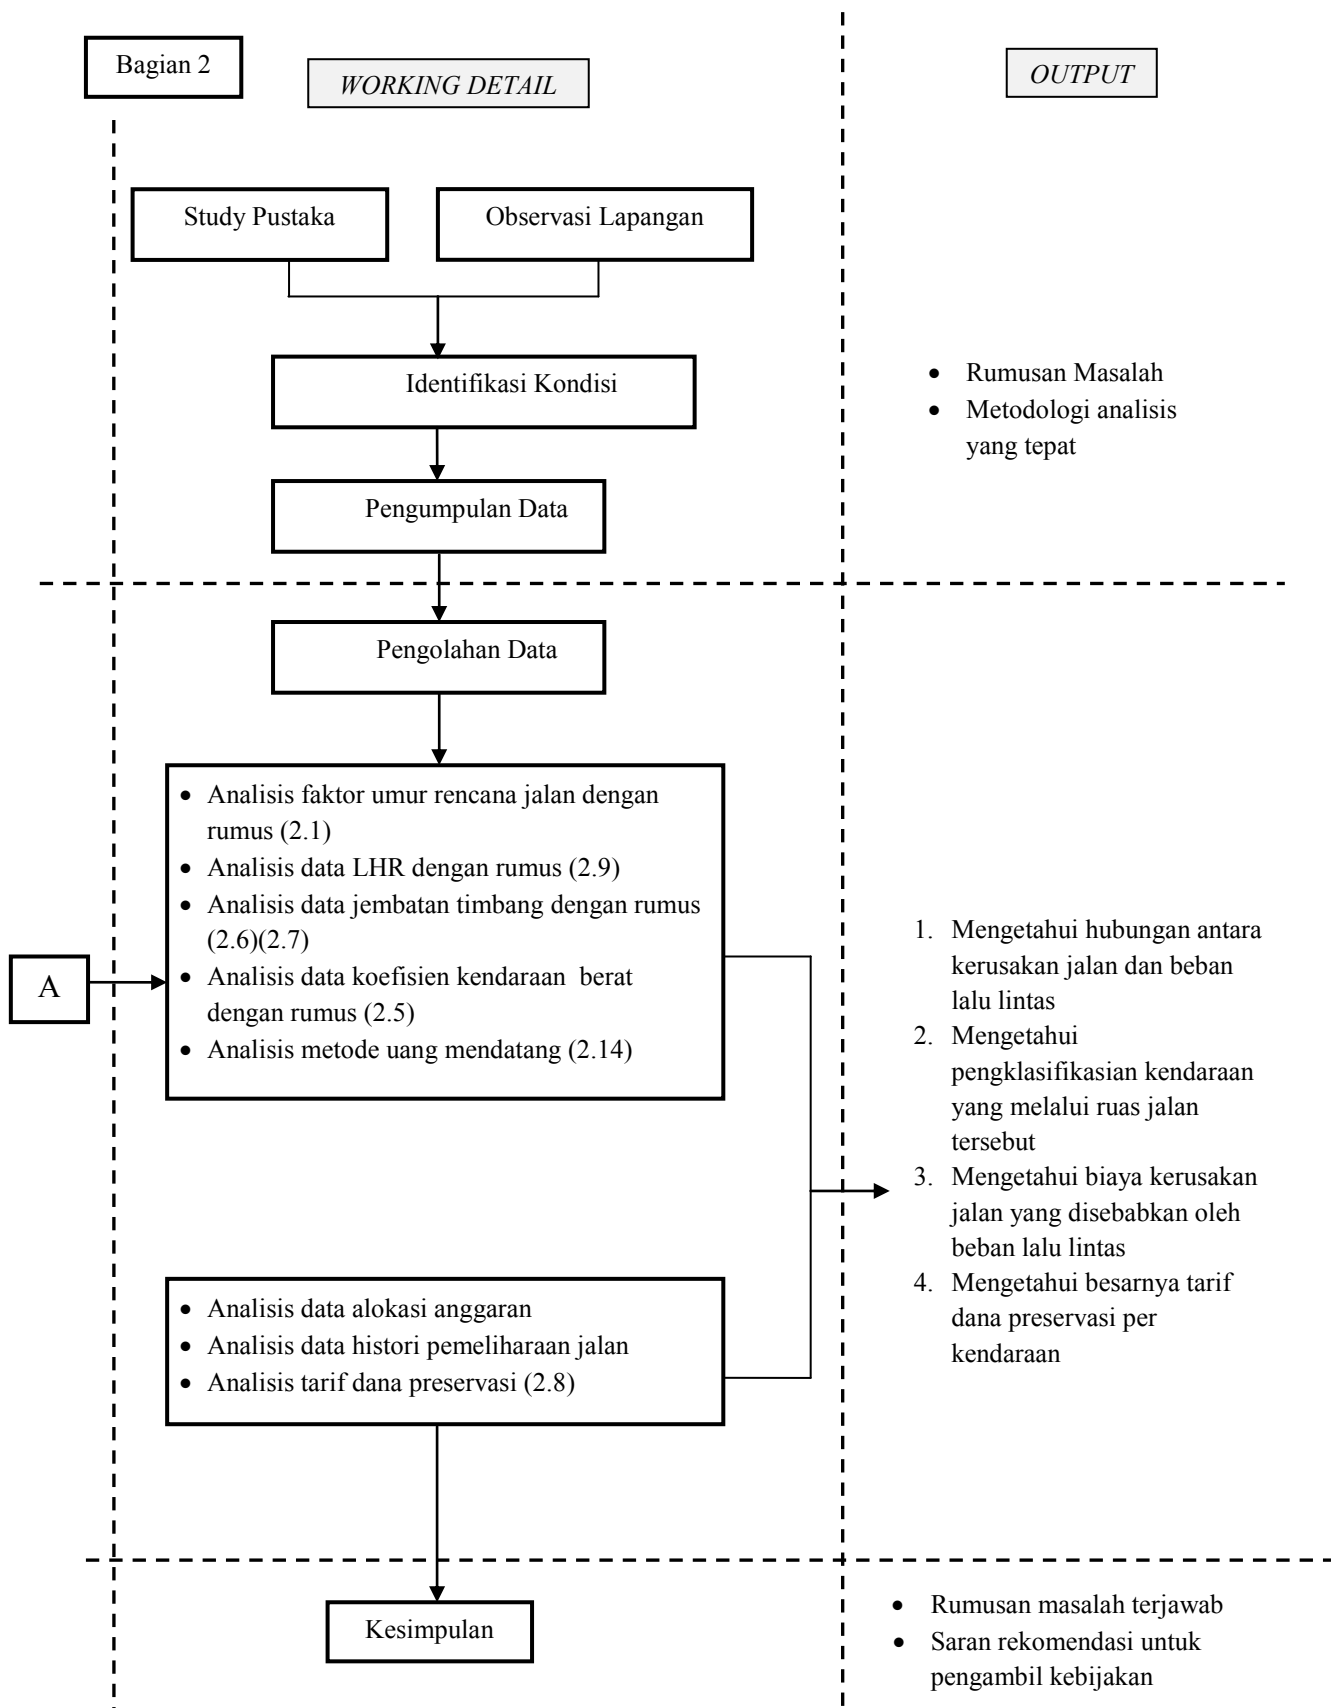 Bagian 2
WORKING DETAIL
OUTPUT
Study Pustaka
Observasi Lapangan
Identifikasi Kondisi
Pengumpulan Data
• Rumusan Masalah
• Metodologi analisis
yang tepat
Pengolahan Data
• Analisis faktor umur rencana jalan dengan
rumus (2.1)
• Analisis data LHR dengan rumus (2.9)
• Analisis data jembatan timbang dengan rumus
(2.6)(2.7)
• Analisis data koefisien kendaraan berat
dengan rumus (2.5)
• Analisis metode uang mendatang (2.14)
A
• Analisis data alokasi anggaran
• Analisis data histori pemeliharaan jalan
• Analisis tarif dana preservasi (2.8)
1. Mengetahui hubungan antara
kerusakan jalan dan beban
lalu lintas
2. Mengetahui
pengklasifikasian kendaraan
yang melalui ruas jalan
tersebut
3. Mengetahui biaya kerusakan
jalan yang disebabkan oleh
beban lalu lintas
4. Mengetahui besarnya tarif
dana preservasi per
kendaraan
Kesimpulan
• Rumusan masalah terjawab
• Saran rekomendasi untuk
pengambil kebijakan